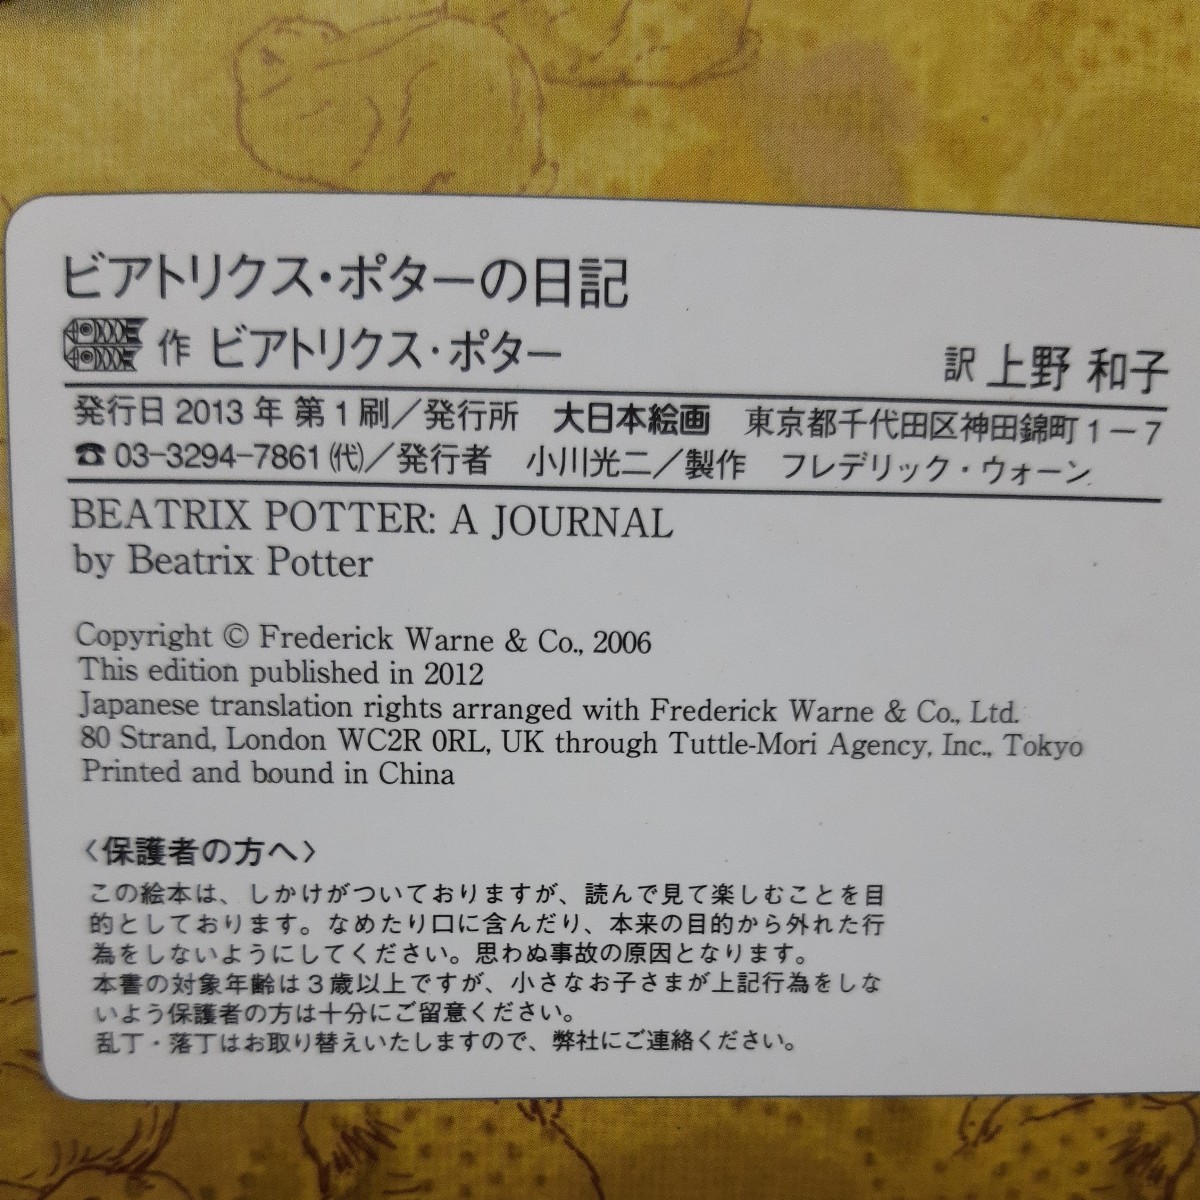 ビアトリクス・ポターの日記
作 ビアトリクス・ポター 訳 上野 和子
発行日 2013 年 第 1 刷／発行所 大日本絵画 東京都千代田区神田錦町 1－7
☎ 03-3294-7861 ㈹／発行者 小川光二／製作 フレデリック・ウォーン
BEATRIX POTTER: A JOURNAL
by Beatrix Potter
Copyright © Frederick Warne & Co., 2006
This edition published in 2012
Japanese translation rights arranged with Frederick Warne & Co., Ltd.
80 Strand, London WC2R 0RL, UK through Tuttle-Mori Agency, Inc., Tokyo
Printed and bound in China
〈保護者の方へ〉
この絵本は、しかけがついておりますが、読んで見て楽しむことを目
的としております。なめたり口に含んだり、本来の目的から外れた行
為をしないようにしてください。思わぬ事故の原因となります。
本書の対象年齢は３歳以上ですが、小さなお子さまが上記行為をしな
いよう保護者の方は十分にご留意ください。
乱丁・落丁はお取り替えいたしますので、弊社にご連絡ください。